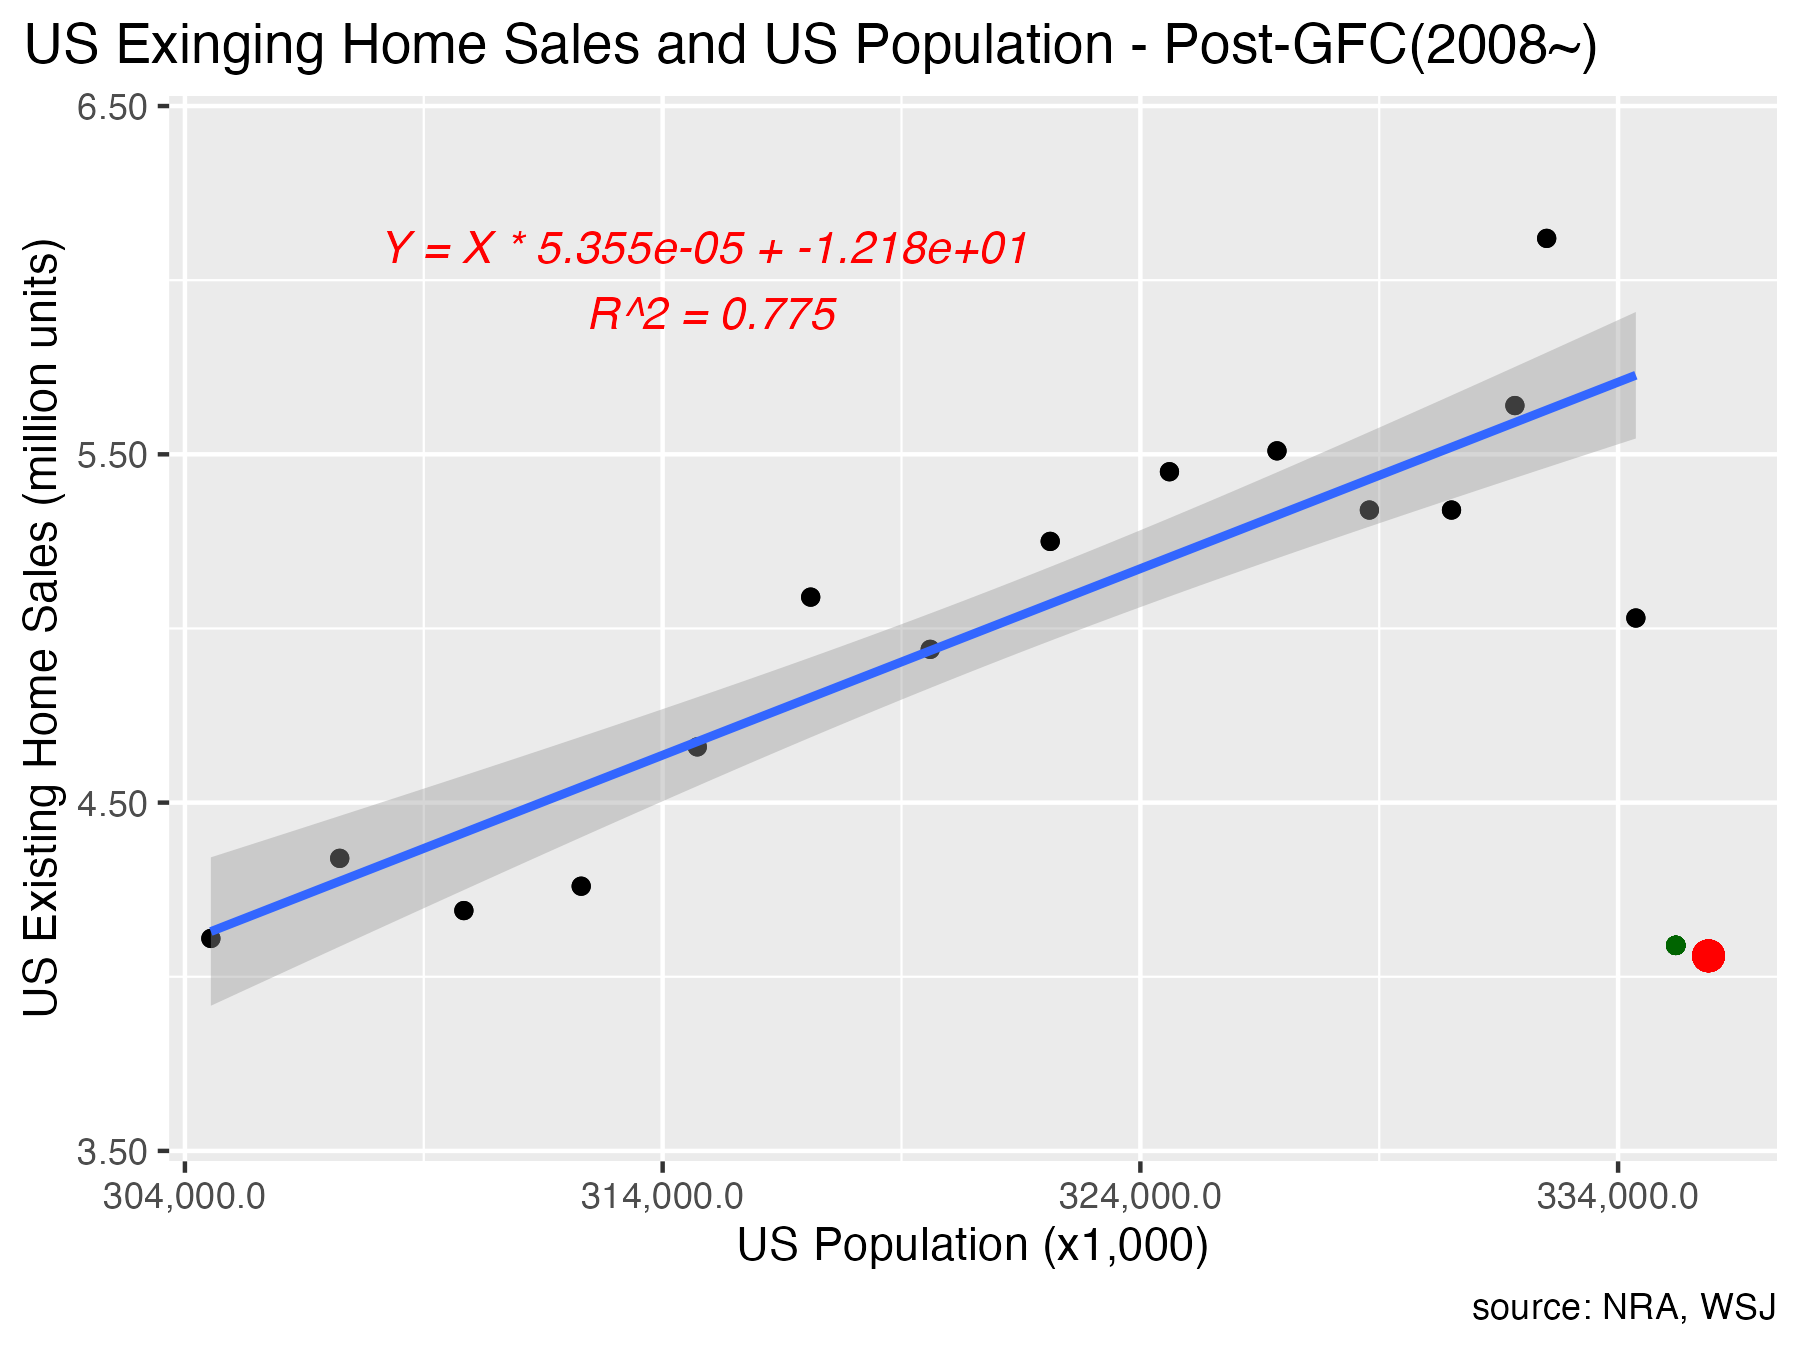 US Exinging Home Sales and US Population - Post-GFC(2008~)
US Existing Home Sales (million units)
6.50
5.50
4.50
3.50
Y = X * 5.355e-05 + -1.218e+01
R^2 = 0.775
304,000.0
314,000.0
324,000.0
334,000.0
US Population (x1,000)
source: NRA, WSJ